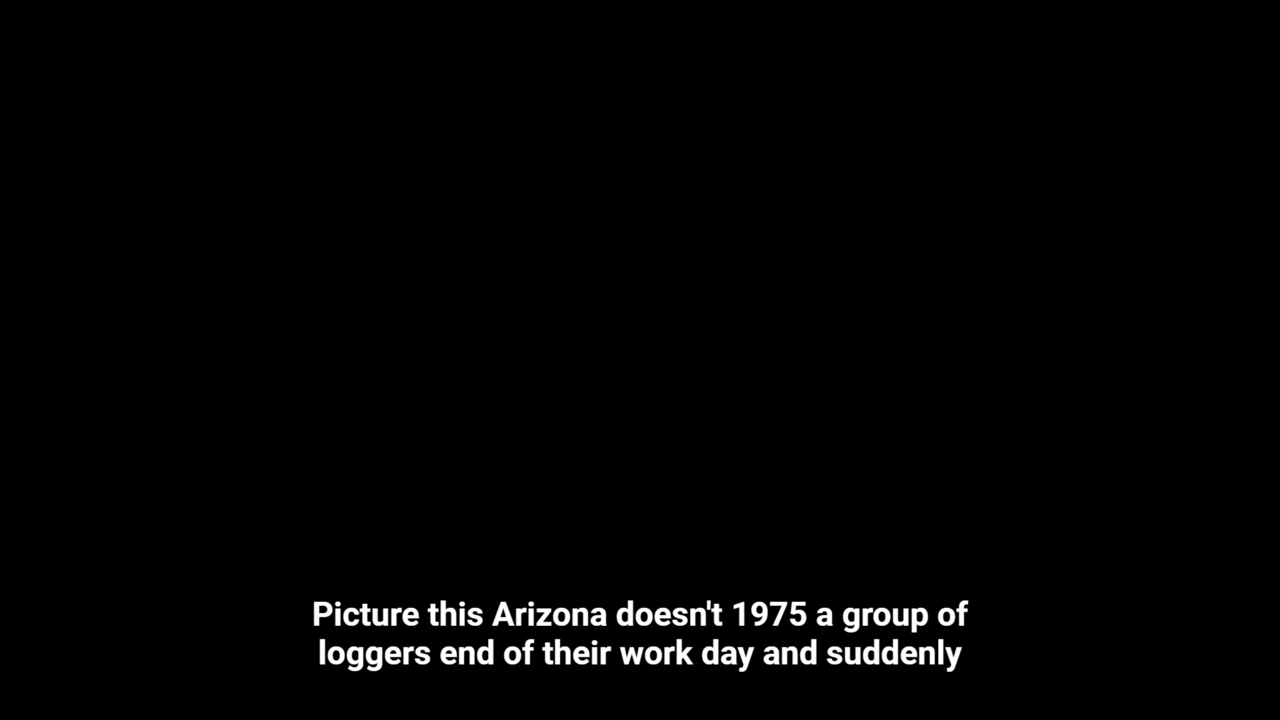 Picture this Arizona doesn't 1975 a group of
loggers end of their work day and suddenly